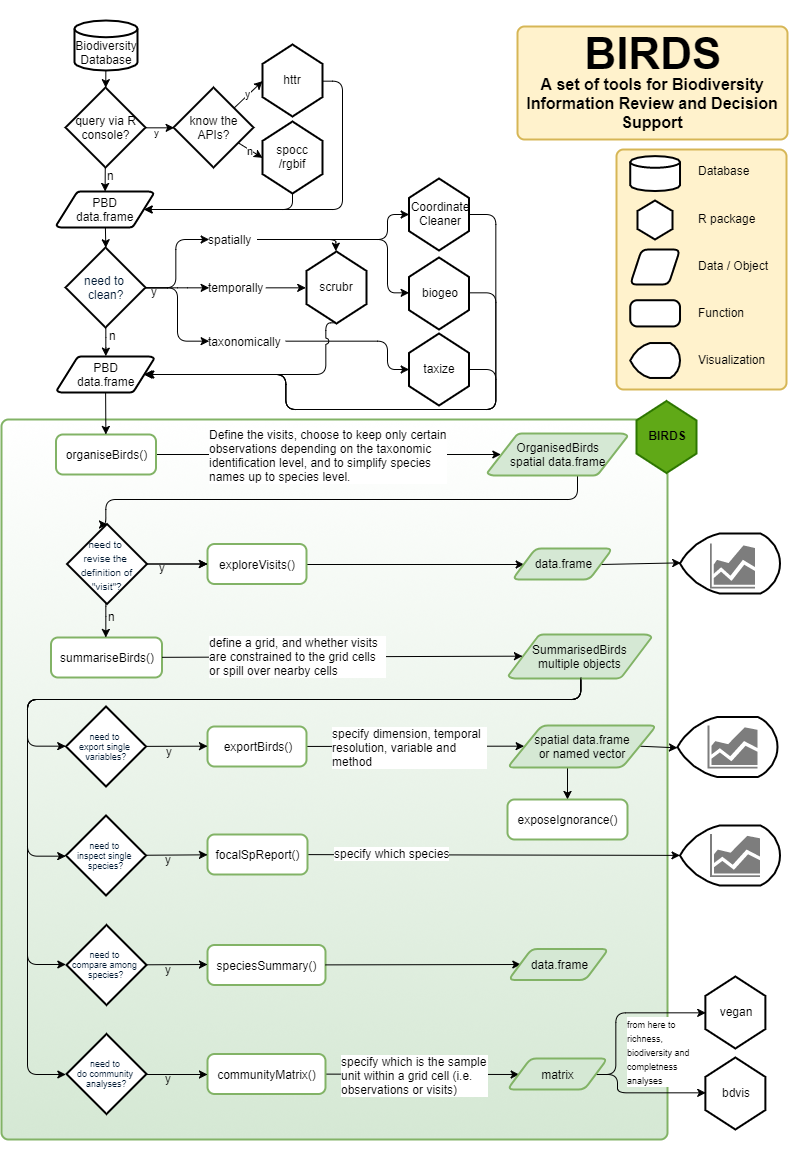 Biodiversity
Database
BIRDS
A set of tools for Biodiversity
Information Review and Decision
Support
httr
y
query via R
console?
y
know the
APIs?
n
spocc
/rgbif
n
PBD
data.frame
Database
R package
Data / Object
Function
Visualization
Coordinate
Cleaner
spatially
need to
clean?
y
temporally
scrubr
biogeo
taxonomically
n
taxize
PBD
data.frame
BIRDS
organiseBirds()
Define the visits, choose to keep only certain
observations depending on the taxonomic
identification level, and to simplify species
names up to species level.
OrganisedBirds
spatial data.frame
need to
revise the
definition of
"visit"?
y
exploreVisits()
data.frame
n
summariseBirds()
define a grid, and whether visits
are constrained to the grid cells
or spill over nearby cells
SummarisedBirds
multiple objects
need to
export single
variables?
y
exportBirds()
specify dimension, temporal
resolution, variable and
method
spatial data.frame
or named vector
exposeIgnorance()
need to
inspect single
species?
y
focalSpReport()
specify which species
need to
compare among
species?
y
speciesSummary()
data.frame
need to
do community
analyses?
y
communityMatrix()
specify which is the sample
unit within a grid cell (i.e.
observations or visits)
matrix
from here to
richness,
biodiversity and
completness
analyses
vegan
bdvis